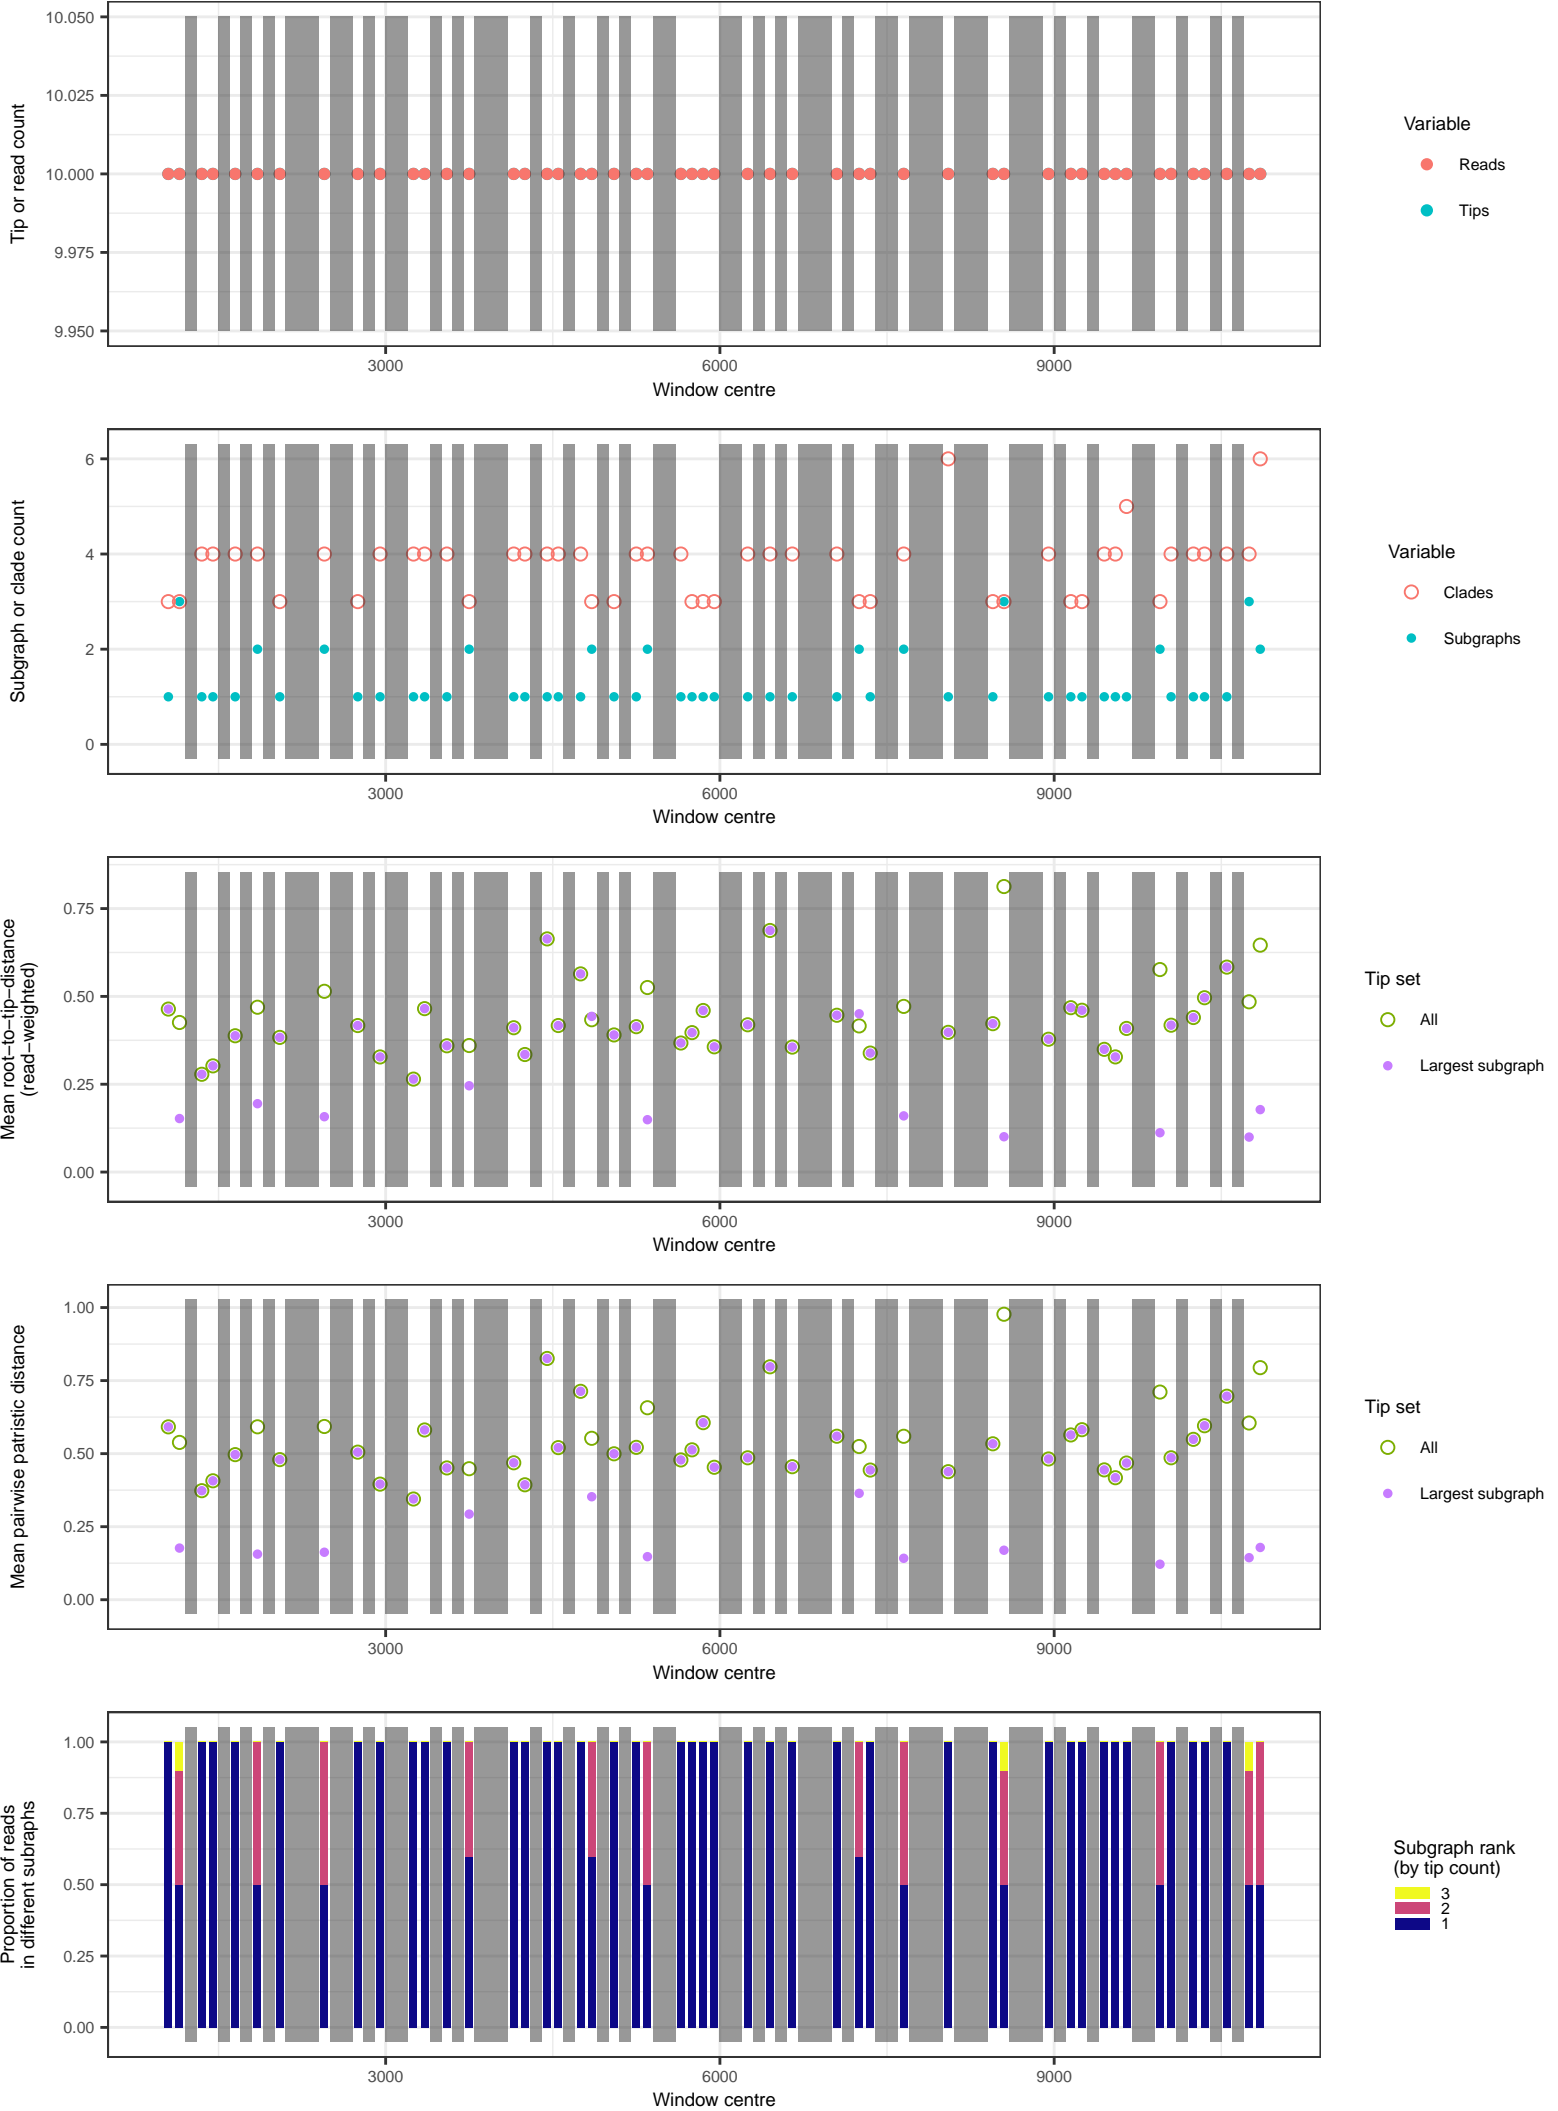 10.050
10.025
10.000
9.975
9.950
Tip or read count
3000
6000
9000
Window centre
Variable
Reads
Tips
6
4
2
0
Subgraph or clade count
3000
6000
9000
Window centre
Variable
Clades
Subgraphs
0.75
0.50
0.25
0.00
Mean root−to−tip−distance
(read−weighted)
3000
6000
9000
Window centre
Tip set
All
Largest subgraph
1.00
0.75
0.50
0.25
0.00
Mean pairwise patristic distance
3000
6000
9000
Window centre
Tip set
All
Largest subgraph
1.00
0.75
0.50
0.25
0.00
Proportion of reads
in different subraphs
3000
6000
9000
Window centre
Subgraph rank
(by tip count)
3
2
1